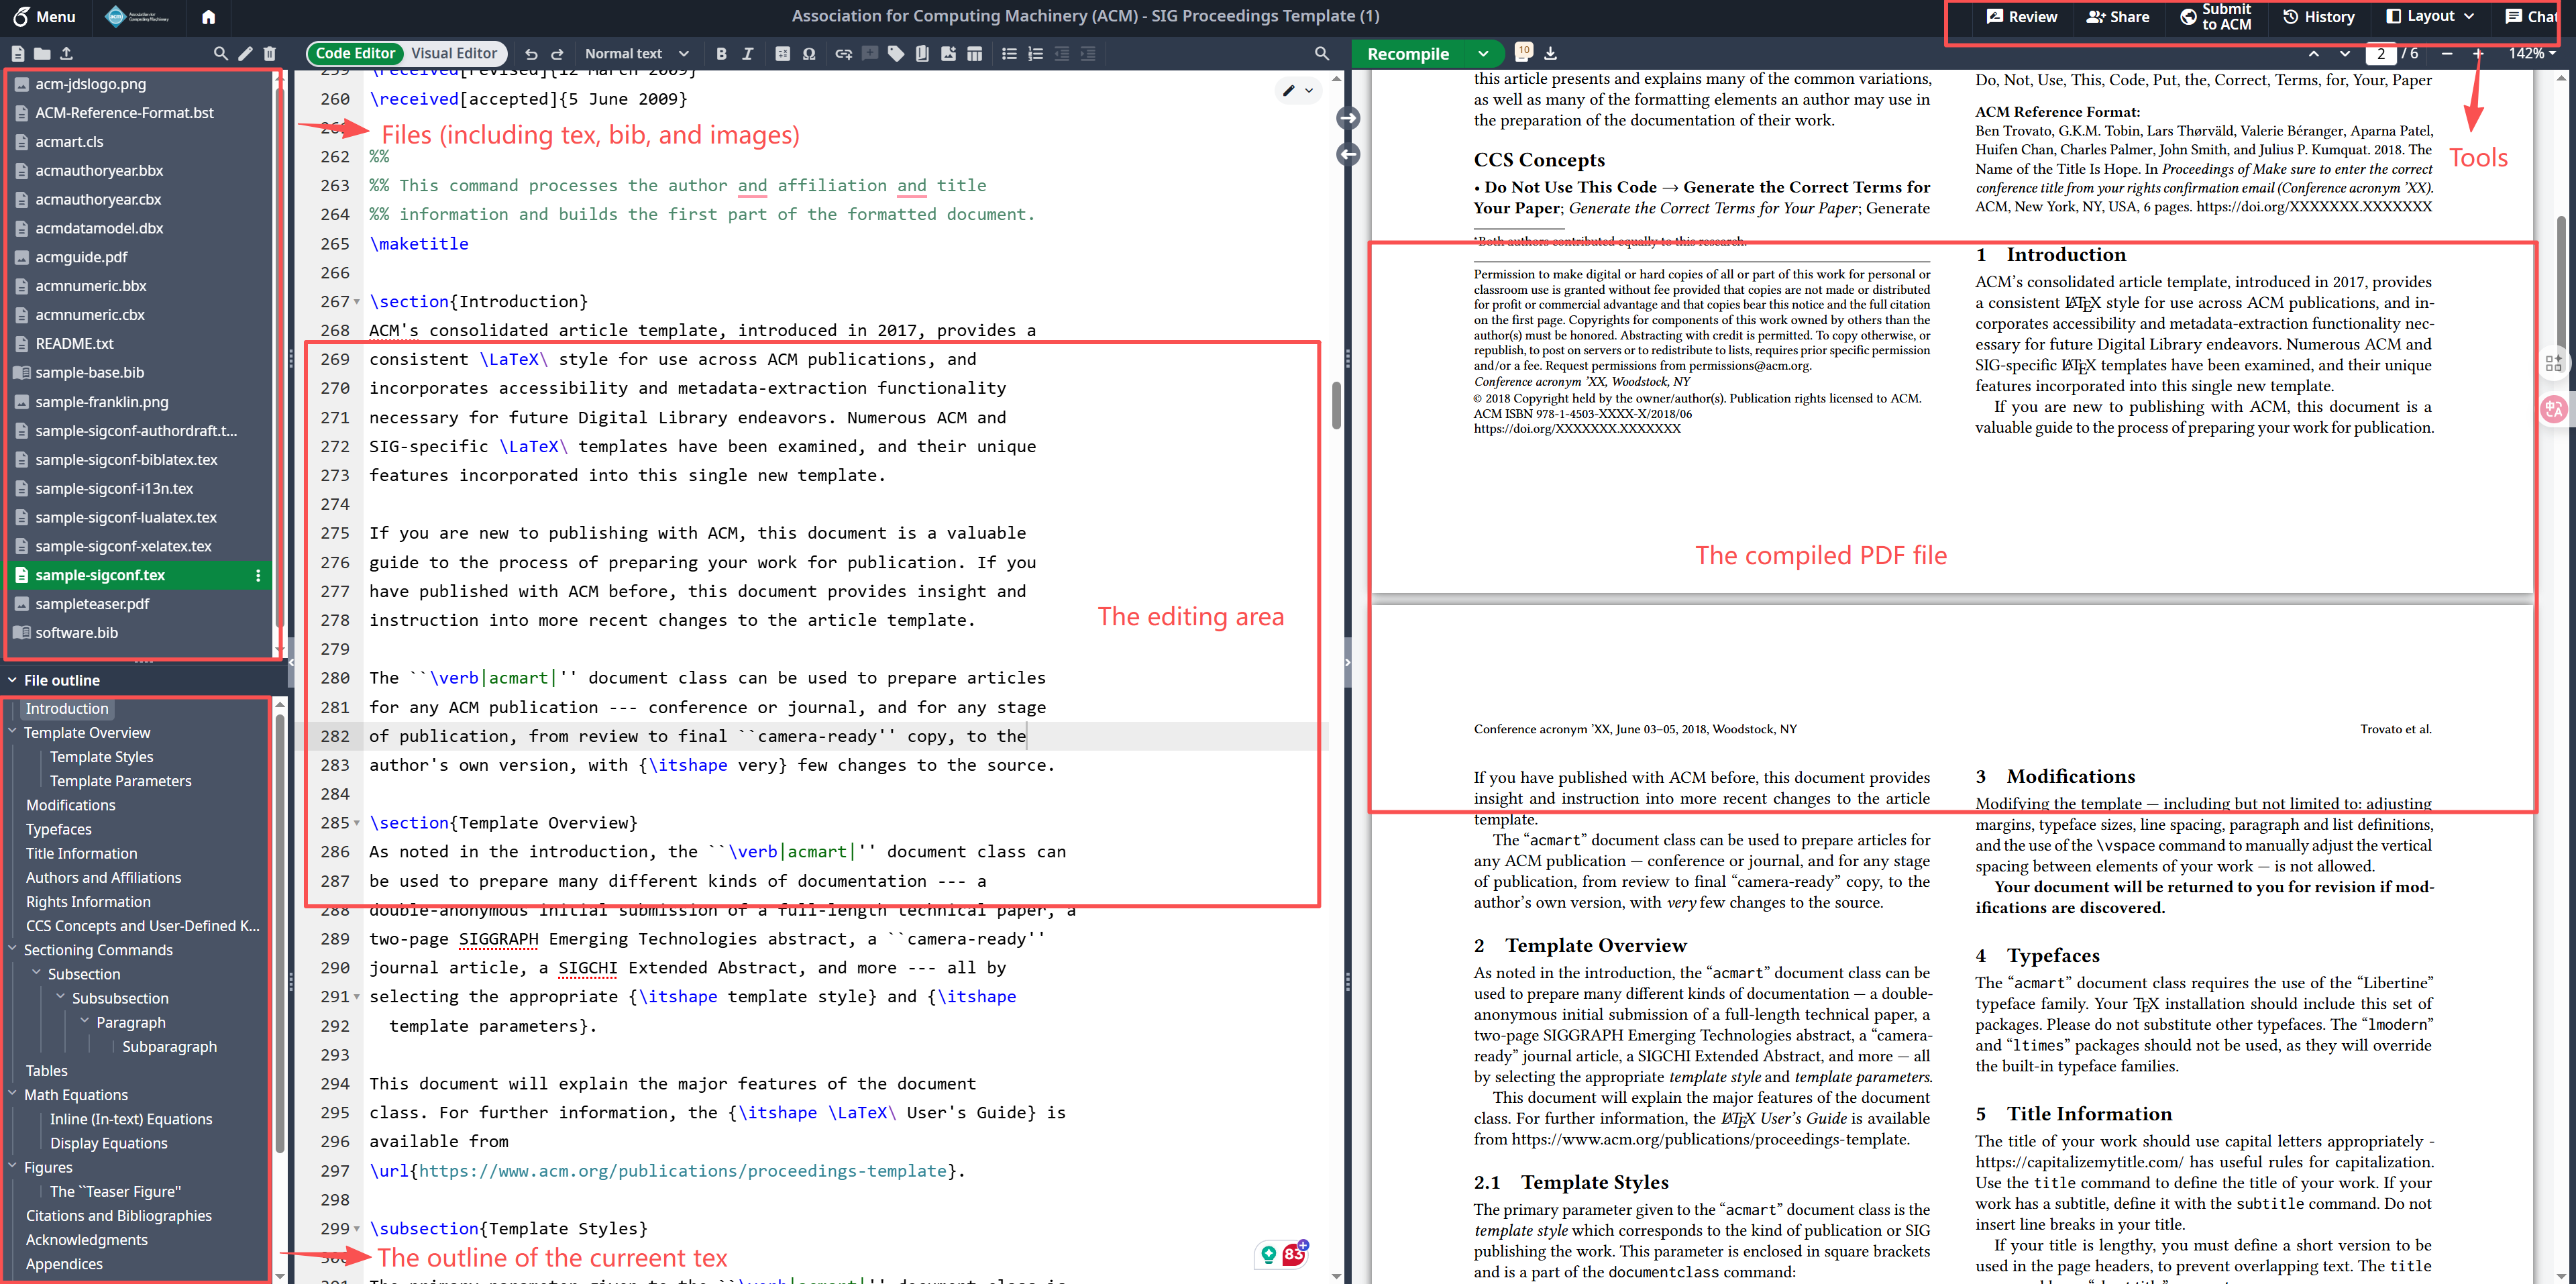 Menu
Association for Computing Machinery (ACM) - SIG Proceedings Template (1)
Review
Share
Submit to ACM
History
Layout
Chat
Code Editor
Visual Editor
Normal text
B
I
Ω
Recompile
10
2 / 6
142%
acm-jdslogo.png
ACM-Reference-Format.bst
acmart.cls
acmauthoryear.bbx
acmauthoryear.cbx
acmdatamodel.dbx
acmguide.pdf
acmnumeric.bbx
acmnumeric.cbx
README.txt
sample-base.bib
sample-franklin.png
sample-sigconf-authordraft.t...
sample-sigconf-biblatex.tex
sample-sigconf-i13n.tex
sample-sigconf-lualatex.tex
sample-sigconf-xelatex.tex
sample-sigconf.tex
sampleteaser.pdf
software.bib
File outline
Introduction
Template Overview
Template Styles
Template Parameters
Modifications
Typefaces
Title Information
Authors and Affiliations
Rights Information
CCS Concepts and User-Defined K...
Sectioning Commands
Subsection
Subsubsection
Paragraph
Subparagraph
Tables
Math Equations
Inline (In-text) Equations
Display Equations
Figures
The ``Teaser Figure''
Citations and Bibliographies
Acknowledgments
Appendices
259 \received[revised]{12 March 2009}
260 \received[accepted]{5 June 2009}
Files (including tex, bib, and images)
262 %%
263 %% This command processes the author and affiliation and title
264 %% information and builds the first part of the formatted document.
265 \maketitle
266
267 \section{Introduction}
268 ACM's consolidated article template, introduced in 2017, provides a
269 consistent \LaTeX\ style for use across ACM publications, and
270 incorporates accessibility and metadata-extraction functionality
271 necessary for future Digital Library endeavors. Numerous ACM and
272 SIG-specific \LaTeX\ templates have been examined, and their unique
273 features incorporated into this single new template.
274
275 If you are new to publishing with ACM, this document is a valuable
276 guide to the process of preparing your work for publication. If you
277 have published with ACM before, this document provides insight and
278 instruction into more recent changes to the article template.
279
The editing area
280 The ``\verb|acmart|'' document class can be used to prepare articles
281 for any ACM publication --- conference or journal, and for any stage
282 of publication, from review to final ``camera-ready'' copy, to the
283 author's own version, with {\itshape very} few changes to the source.
284
285 \section{Template Overview}
286 As noted in the introduction, the ``\verb|acmart|'' document class can
287 be used to prepare many different kinds of documentation --- a
288 double-anonymous initial submission of a full-length technical paper, a
289 two-page SIGGRAPH Emerging Technologies abstract, a ``camera-ready''
290 journal article, a SIGCHI Extended Abstract, and more --- all by
291 selecting the appropriate {\itshape template style} and {\itshape
292 template parameters}.
293
294 This document will explain the major features of the document
295 class. For further information, the {\itshape \LaTeX\ User's Guide} is
296 available from
297 \url{https://www.acm.org/publications/proceedings-template}.
298
299 \subsection{Template Styles}
The outline of the curreent tex
The primary parameter given to the ``\verb|acmart|'' document class is
83
this article presents and explains many of the common variations,
as well as many of the formatting elements an author may use in
the preparation of the documentation of their work.
CCS Concepts
• Do Not Use This Code → Generate the Correct Terms for
Your Paper; Generate the Correct Terms for Your Paper; Generate
*Both authors contributed equally to this research.
Permission to make digital or hard copies of all or part of this work for personal or
classroom use is granted without fee provided that copies are not made or distributed
for profit or commercial advantage and that copies bear this notice and the full citation
on the first page. Copyrights for components of this work owned by others than the
author(s) must be honored. Abstracting with credit is permitted. To copy otherwise, or
republish, to post on servers or to redistribute to lists, requires prior specific permission
and/or a fee. Request permissions from permissions@acm.org.
Conference acronym ’XX, Woodstock, NY
© 2018 Copyright held by the owner/author(s). Publication rights licensed to ACM.
ACM ISBN 978-1-4503-XXXX-X/2018/06
https://doi.org/XXXXXXX.XXXXXXX
Do, Not, Use, This, Code, Put, the, Correct, Terms, for, Your, Paper
ACM Reference Format:
Ben Trovato, G.K.M. Tobin, Lars Thørväld, Valerie Béranger, Aparna Patel,
Huifen Chan, Charles Palmer, John Smith, and Julius P. Kumquat. 2018. The
Name of the Title Is Hope. In Proceedings of Make sure to enter the correct
conference title from your rights confirmation email (Conference acronym ’XX).
ACM, New York, NY, USA, 6 pages. https://doi.org/XXXXXXX.XXXXXXX
Tools
1 Introduction
ACM’s consolidated article template, introduced in 2017, provides
a consistent LATEX style for use across ACM publications, and in-
corporates accessibility and metadata-extraction functionality nec-
essary for future Digital Library endeavors. Numerous ACM and
SIG-specific LATEX templates have been examined, and their unique
features incorporated into this single new template.
If you are new to publishing with ACM, this document is a
valuable guide to the process of preparing your work for publication.
The compiled PDF file
Conference acronym ’XX, June 03–05, 2018, Woodstock, NY
Trovato et al.
If you have published with ACM before, this document provides
insight and instruction into more recent changes to the article
template.
The “acmart” document class can be used to prepare articles for
any ACM publication — conference or journal, and for any stage
of publication, from review to final “camera-ready” copy, to the
author’s own version, with very few changes to the source.
2 Template Overview
As noted in the introduction, the “acmart” document class can be
used to prepare many different kinds of documentation — a double-
anonymous initial submission of a full-length technical paper, a
two-page SIGGRAPH Emerging Technologies abstract, a “camera-
ready” journal article, a SIGCHI Extended Abstract, and more — all
by selecting the appropriate template style and template parameters.
This document will explain the major features of the document
class. For further information, the LATEX User’s Guide is available
from https://www.acm.org/publications/proceedings-template.
2.1 Template Styles
The primary parameter given to the “acmart” document class is the
template style which corresponds to the kind of publication or SIG
publishing the work. This parameter is enclosed in square brackets
and is a part of the documentclass command:
3 Modifications
Modifying the template — including but not limited to: adjusting
margins, typeface sizes, line spacing, paragraph and list definitions,
and the use of the \vspace command to manually adjust the vertical
spacing between elements of your work — is not allowed.
Your document will be returned to you for revision if mod-
ifications are discovered.
4 Typefaces
The “acmart” document class requires the use of the “Libertine”
typeface family. Your TEX installation should include this set of
packages. Please do not substitute other typefaces. The “lmodern”
and “ltimes” packages should not be used, as they will override
the built-in typeface families.
5 Title Information
The title of your work should use capital letters appropriately -
https://capitalizemytitle.com/ has useful rules for capitalization.
Use the title command to define the title of your work. If your
work has a subtitle, define it with the subtitle command. Do not
insert line breaks in your title.
If your title is lengthy, you must define a short version to be
used in the page headers, to prevent overlapping text. The title